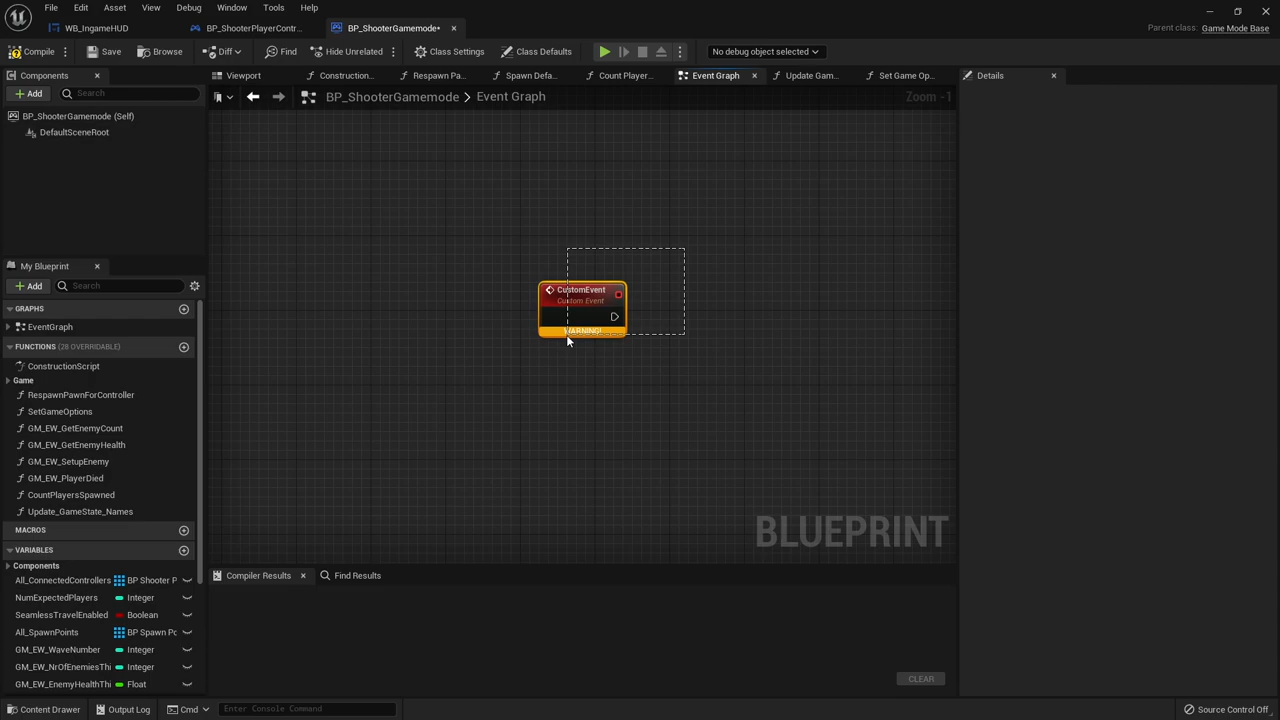 File Edit Asset View Debug Window Tools Help
WB_IngameHUD
BP_ShooterPlayerContr...
BP_ShooterGamemode*
Parent class: Game Mode Base
Compile Save Browse Diff Find Hide Unrelated Class Settings Class Defaults No debug object selected
Components
Viewport Construction... Respawn Pa... Spawn Defa... Count Player... Event Graph Update Gam... Set Game Op... Details
Add Search
BP_ShooterGamemode > Event Graph Zoom -1
BP_ShooterGamemode (Self)
DefaultSceneRoot
CustomEvent
Custom Event
WARNING!
My Blueprint
Add Search
GRAPHS
EventGraph
FUNCTIONS (28 OVERRIDABLE)
ConstructionScript
Game
RespawnPawnForController
SetGameOptions
GM_EW_GetEnemyCount
GM_EW_GetEnemyHealth
GM_EW_SetupEnemy
GM_EW_PlayerDied
CountPlayersSpawned
Update_GameState_Names
MACROS
VARIABLES
Components
All_ConnectedControllers BP Shooter P
NumExpectedPlayers Integer
SeamlessTravelEnabled Boolean
All_SpawnPoints BP Spawn Po
GM_EW_WaveNumber Integer
GM_EW_NrOfEnemiesThi Integer
GM_EW_EnemyHealthThi Float
BLUEPRINT
Compiler Results Find Results
CLEAR
Content Drawer Output Log Cmd Enter Console Command Source Control Off